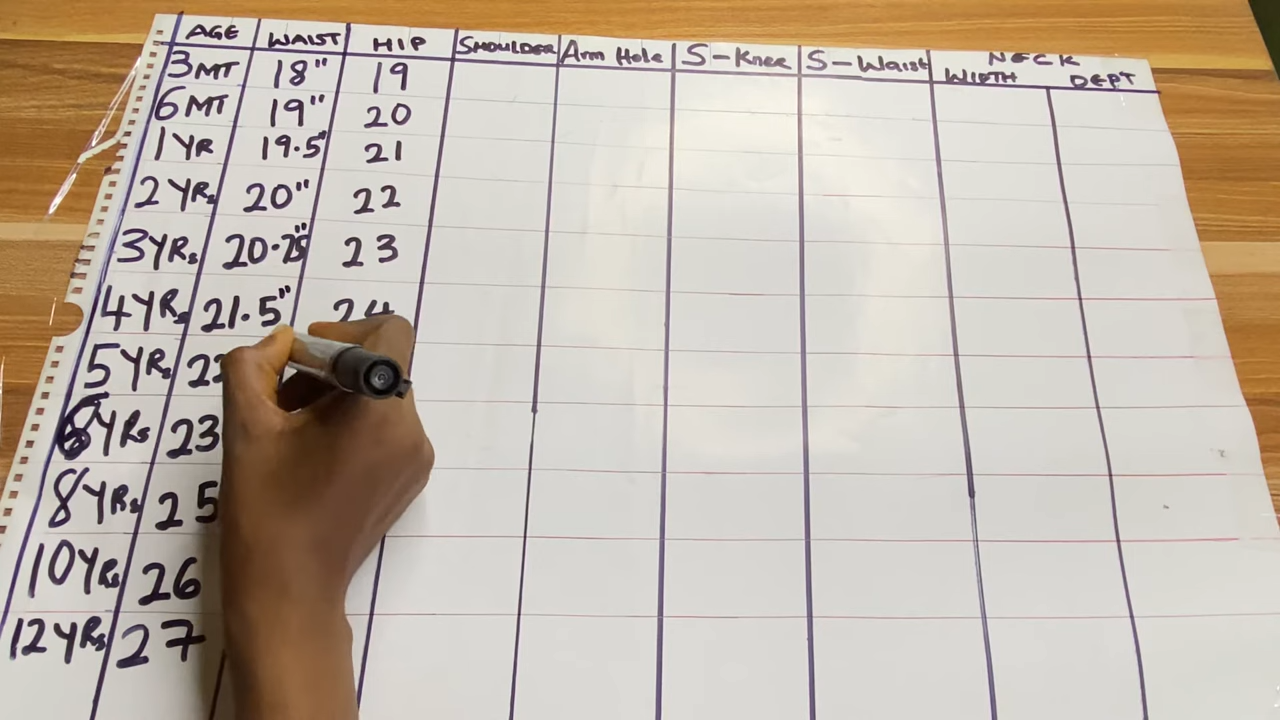 AGE WAIST HIP SHOULDER Arm Hole S-Knee S-Waist NECK
WIDTH DEPT
3MT 18" 19
6MT 19" 20
1YR 19.5" 21
2YRs 20" 22
3YRs 20.75" 23
4YRs 21.5" 24
5YRs
6YRs 23
8YRs 25
10YRs 26
12YRs 27